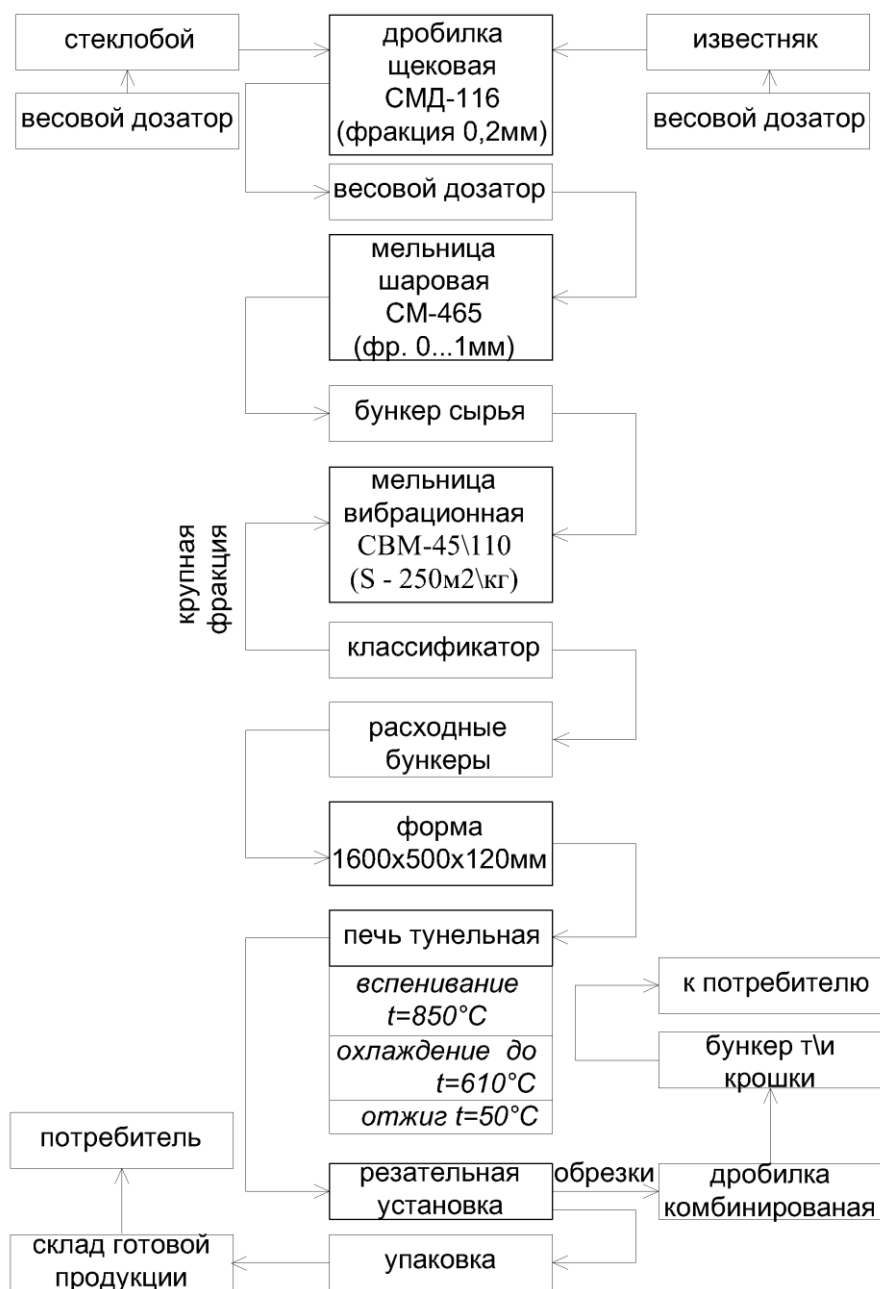 стеклобой
дробилка
щековая
СМД-116
(фракция 0,2мм)
известняк
весовой дозатор
весовой дозатор
весовой дозатор
мельница
шаровая
СМ-465
(фр. 0...1мм)
бункер сырья
мельница
вибрационная
СВМ-45\110
(S - 250м2\кг)
крупная
фракция
классификатор
расходные
бункеры
форма
1600х500х120мм
печь тунельная
вспенивание
t=850°C
охлаждение до
t=610°C
отжиг t=50°C
к потребителю
бункер т\и
крошки
потребитель
резательная
установка
обрезки
дробилка
комбинированая
склад готовой
продукции
упаковка